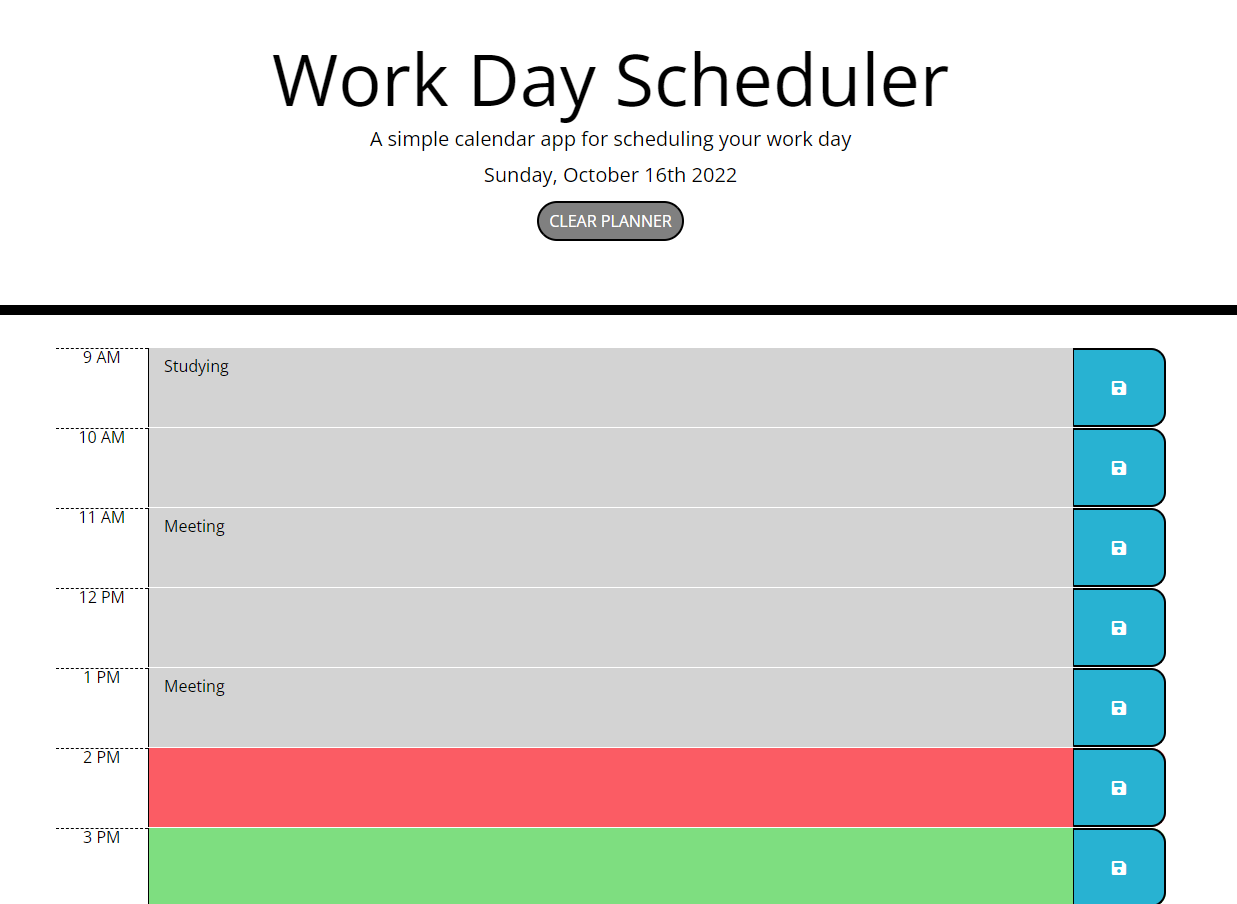 Work Day Scheduler
A simple calendar app for scheduling your work day
Sunday, October 16th 2022
CLEAR PLANNER
9 AM
Studying
10 AM
11 AM
Meeting
12 PM
1 PM
Meeting
2 PM
3 PM